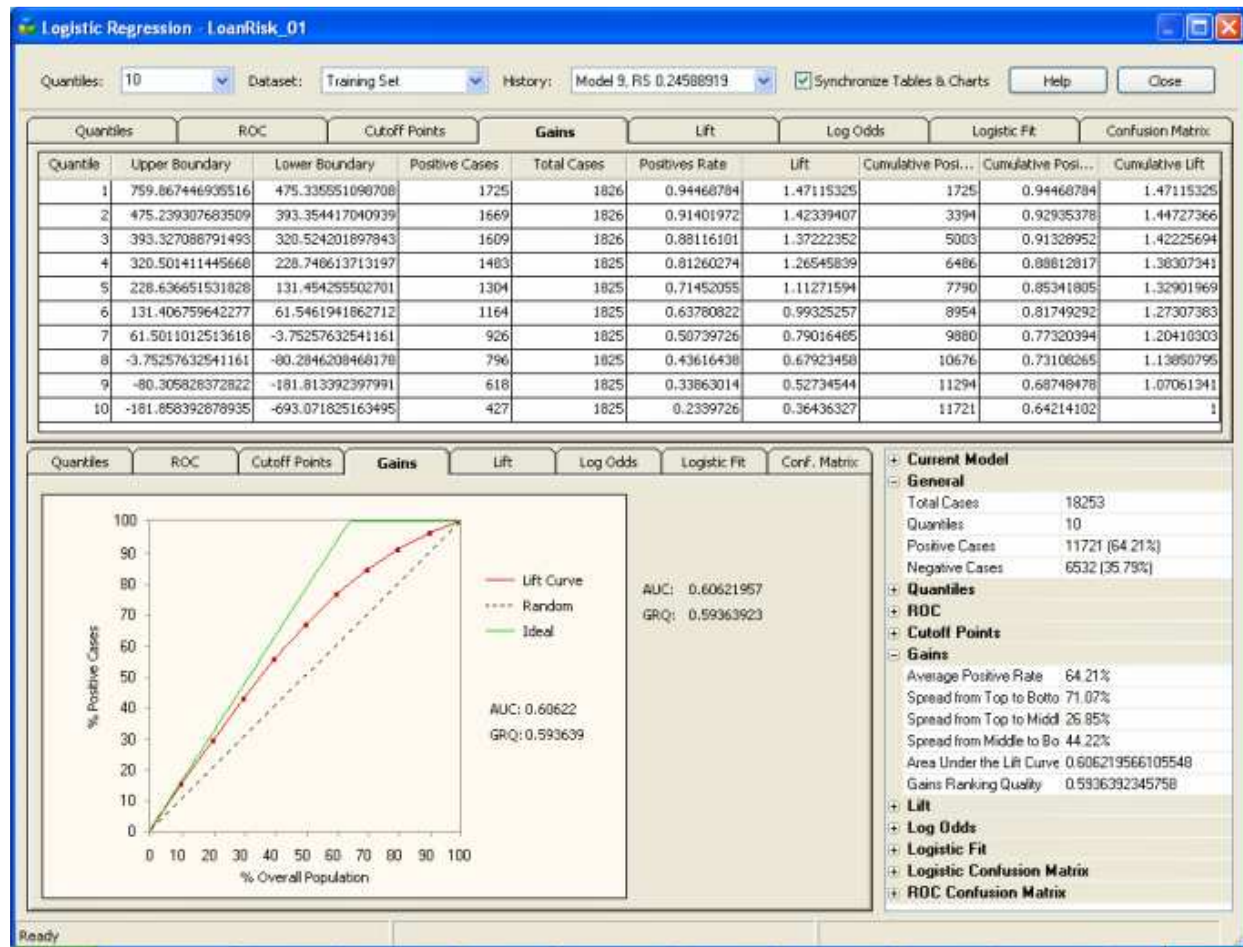 Logistic Regression - LoanRisk_01
Quantiles: 10 Dataset: Training Set History: Model 9, RS 0.24588919 Synchronize Tables & Charts Help Close
Quantiles ROC Cutoff Points Gains Lift Log Odds Logistic Fit Confusion Matrix
Quantile Upper Boundary Lower Boundary Positive Cases Total Cases Positives Rate Lift Cumulative Posi... Cumulative Posi... Cumulative Lift
1 759.867446935516 475.335551098708 1725 1826 0.94468784 1.47115325 1725 0.94468784 1.47115325
2 475.239307683509 393.354417040939 1669 1826 0.91401972 1.42339407 3394 0.92935378 1.44727366
3 393.327088791493 320.524201897843 1609 1826 0.88116101 1.37222352 5003 0.91328952 1.42225694
4 320.501411445668 228.748613713197 1483 1825 0.81260274 1.26545839 6486 0.88812817 1.38307341
5 228.636651531828 131.454255502701 1304 1825 0.71452055 1.11271594 7790 0.85341805 1.32901969
6 131.406759642277 61.5461941862712 1164 1825 0.63780822 0.99325257 8954 0.81749292 1.27307383
7 61.5011012513618 -3.75257632541161 926 1825 0.50739726 0.79016485 9880 0.77320394 1.20410303
8 -3.75257632541161 -80.2846208468178 796 1825 0.43616438 0.67923458 10676 0.73108265 1.13850795
9 -80.305828372822 -181.813392397991 618 1825 0.33863014 0.52734544 11294 0.68748478 1.07061341
10 -181.858392878935 -693.071825163495 427 1825 0.2339726 0.36436327 11721 0.64214102 1
Quantiles ROC Cutoff Points Gains Lift Log Odds Logistic Fit Conf. Matrix
% Positive Cases
100
90
80
70
60
50
40
30
20
10
0
0 10 20 30 40 50 60 70 80 90 100
% Overall Population
Lift Curve
Random
Ideal
AUC: 0.60622
GRQ: 0.593639
AUC: 0.60621957
GRQ: 0.59363923
Current Model
General
Total Cases 18253
Quantiles 10
Positive Cases 11721 (64.21%)
Negative Cases 6532 (35.79%)
Quantiles
ROC
Cutoff Points
Gains
Average Positive Rate 64.21%
Spread from Top to Botto 71.07%
Spread from Top to Middl 26.85%
Spread from Middle to Bo 44.22%
Area Under the Lift Curve 0.606219566105548
Gains Ranking Quality 0.5936392345758
Lift
Log Odds
Logistic Fit
Logistic Confusion Matrix
ROC Confusion Matrix
Ready